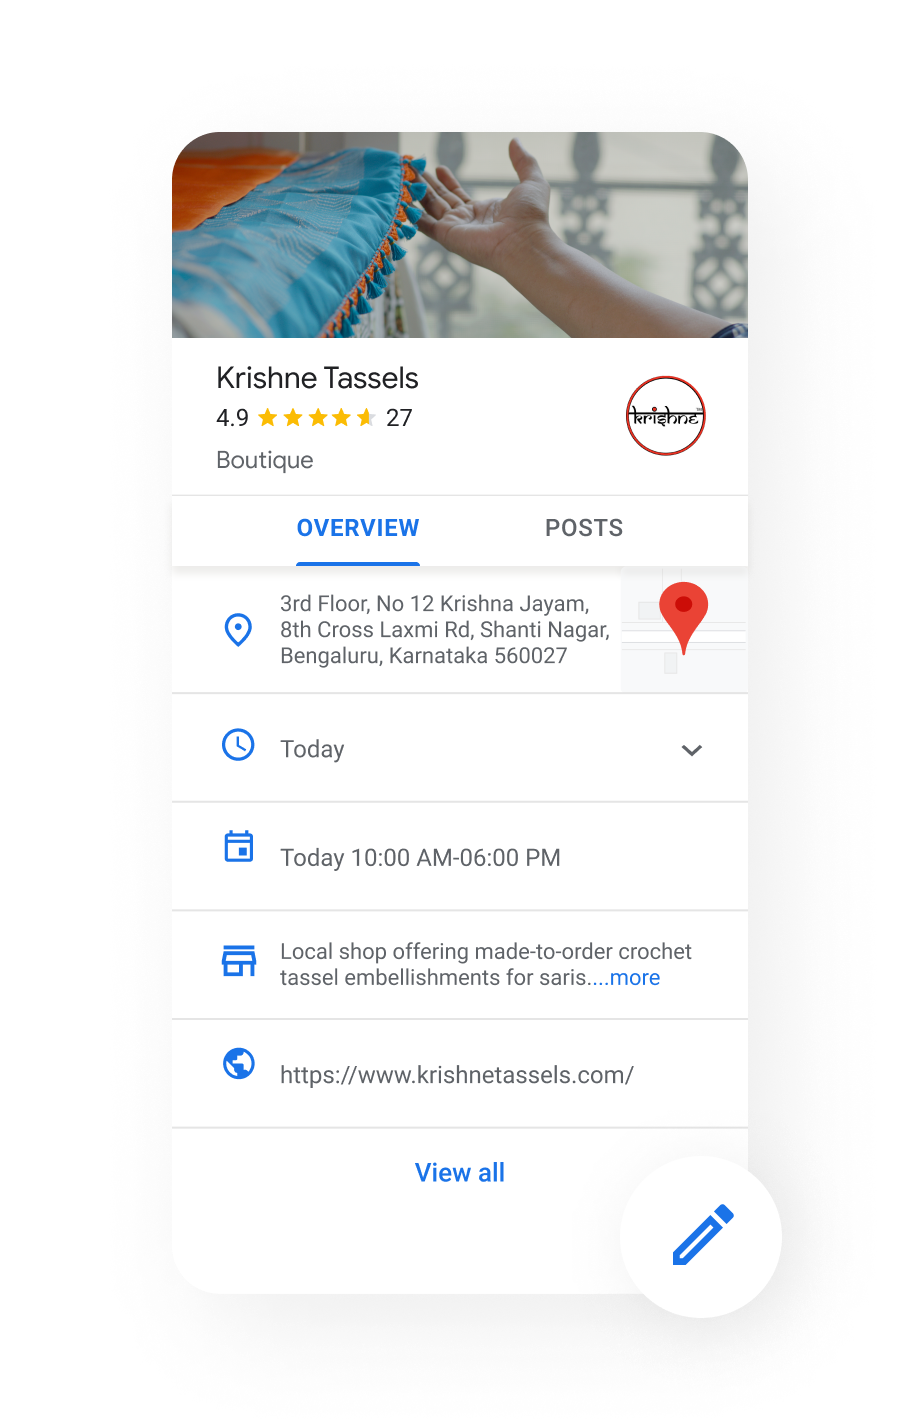 Krishne Tassels
4.9 27
Boutique
krishne
OVERVIEW POSTS
3rd Floor, No 12 Krishna Jayam,
8th Cross Laxmi Rd, Shanti Nagar,
Bengaluru, Karnataka 560027
Today
Today 10:00 AM-06:00 PM
Local shop offering made-to-order crochet
tassel embellishments for saris....more
https://www.krishnetassels.com/
View all